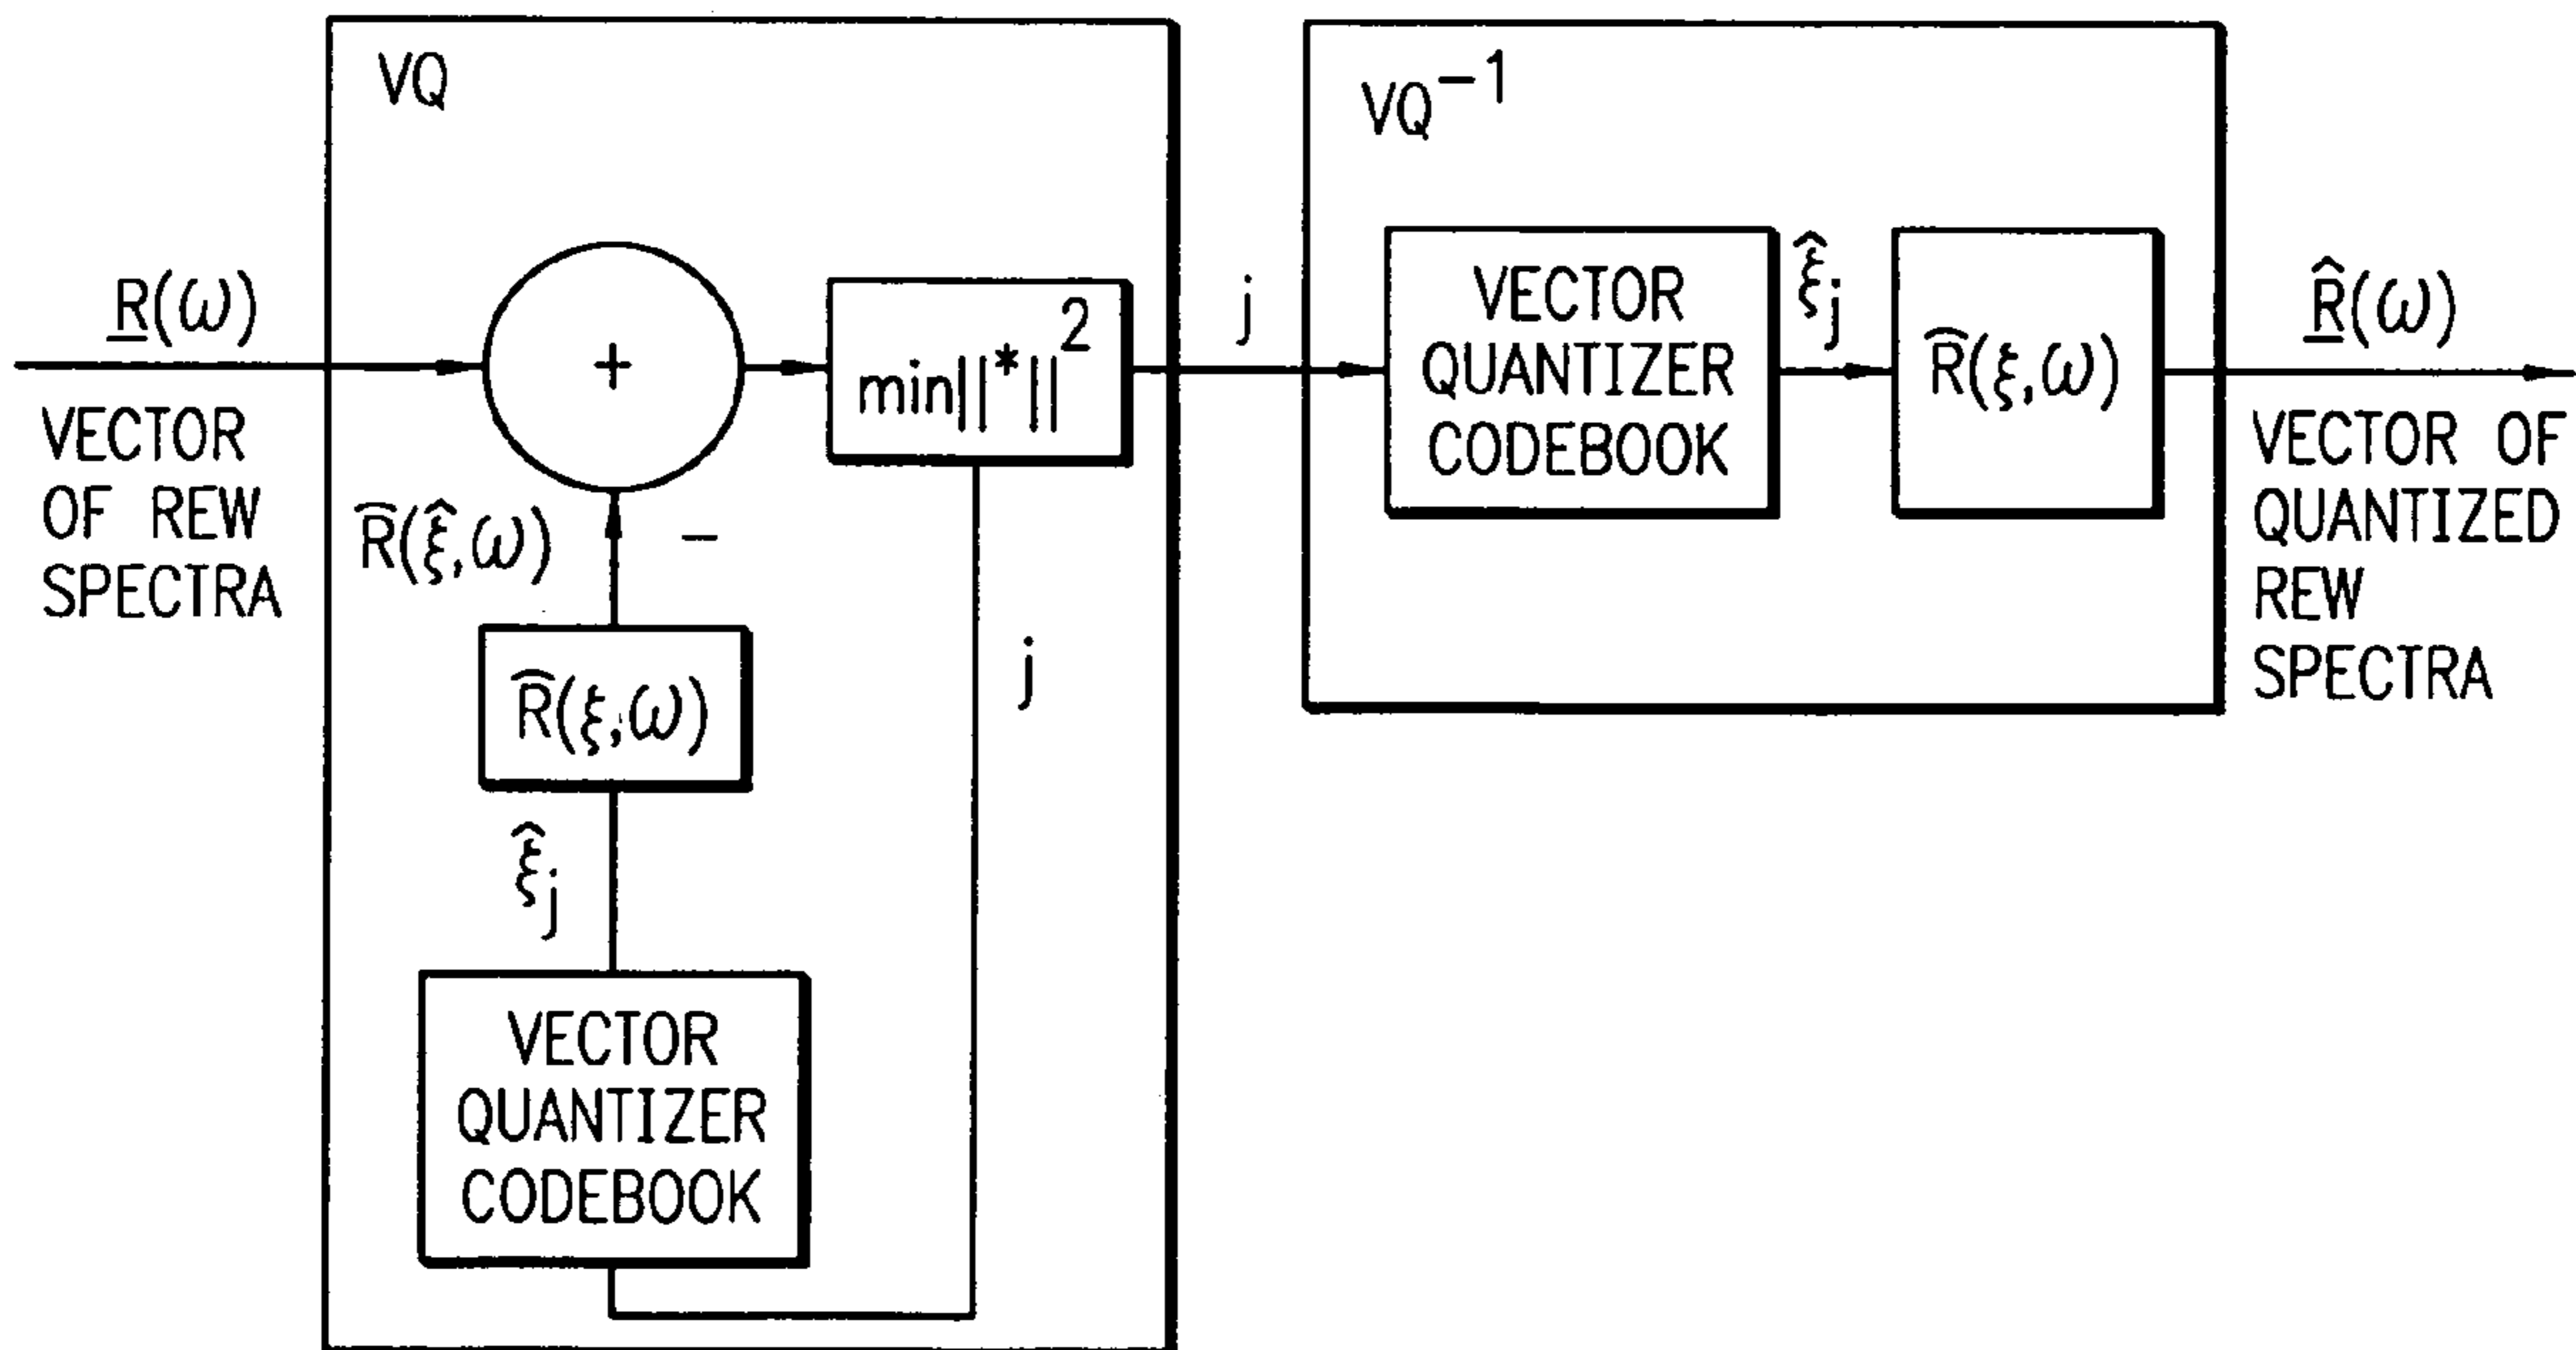 VQ
R(ω)
VECTOR
OF REW
SPECTRA
+
min||*||²
j
R̂(ξ̂,ω)
−
R̂(ξ,ω)
j
ξ̂j
VECTOR
QUANTIZER
CODEBOOK
VQ⁻¹
VECTOR
QUANTIZER
CODEBOOK
ξ̂j
R̂(ξ,ω)
R̂(ω)
VECTOR OF
QUANTIZED
REW
SPECTRA